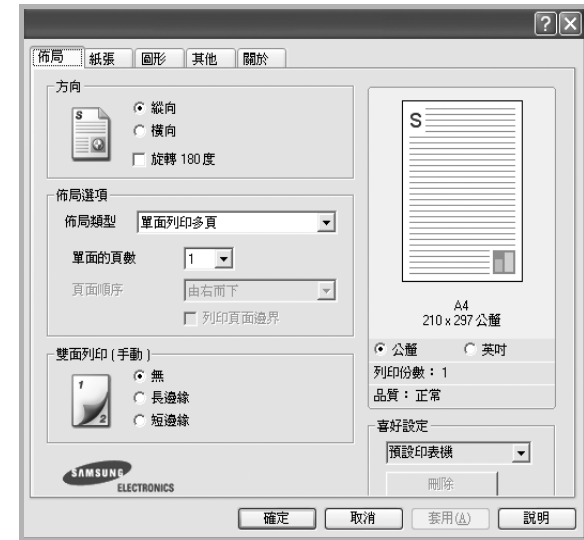 佈局 紙張 圖形 其他 關於
方向
S
縱向
橫向
旋轉 180 度
佈局選項
佈局類型 單面列印多頁
單面的頁數 1
頁面順序 由右而下
列印頁面邊界
雙面列印 ( 手動 )
1
2
無
長邊緣
短邊緣
SAMSUNG
ELECTRONICS
S
A4
210 x 297 公釐
公釐 英吋
列印份數：1
品質：正常
喜好設定
預設印表機
刪除
確定 取消 套用(A) 說明